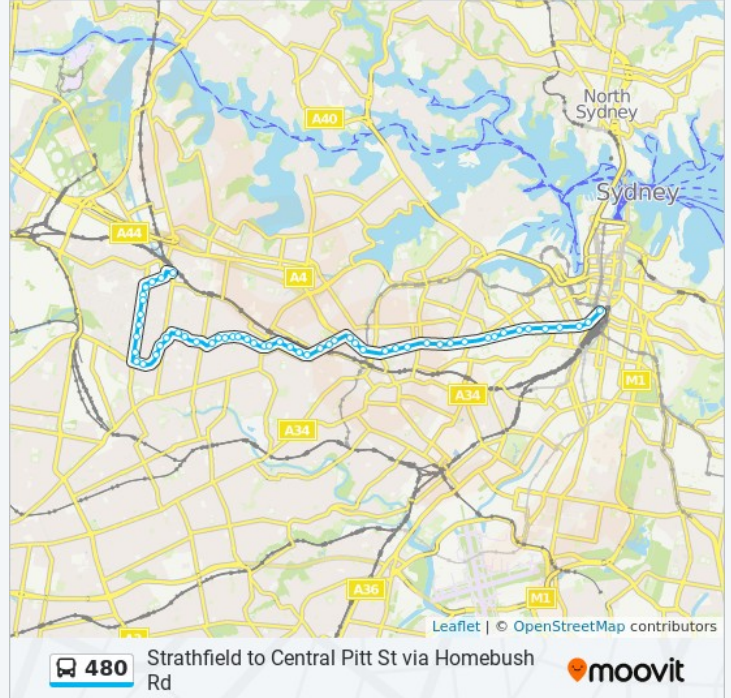 North
Sydney
A40
Sydney
A44
A4
M1
A34
A34
A36
M1
Leaflet | © OpenStreetMap contributors
480
Strathfield to Central Pitt St via Homebush
Rd
moovit